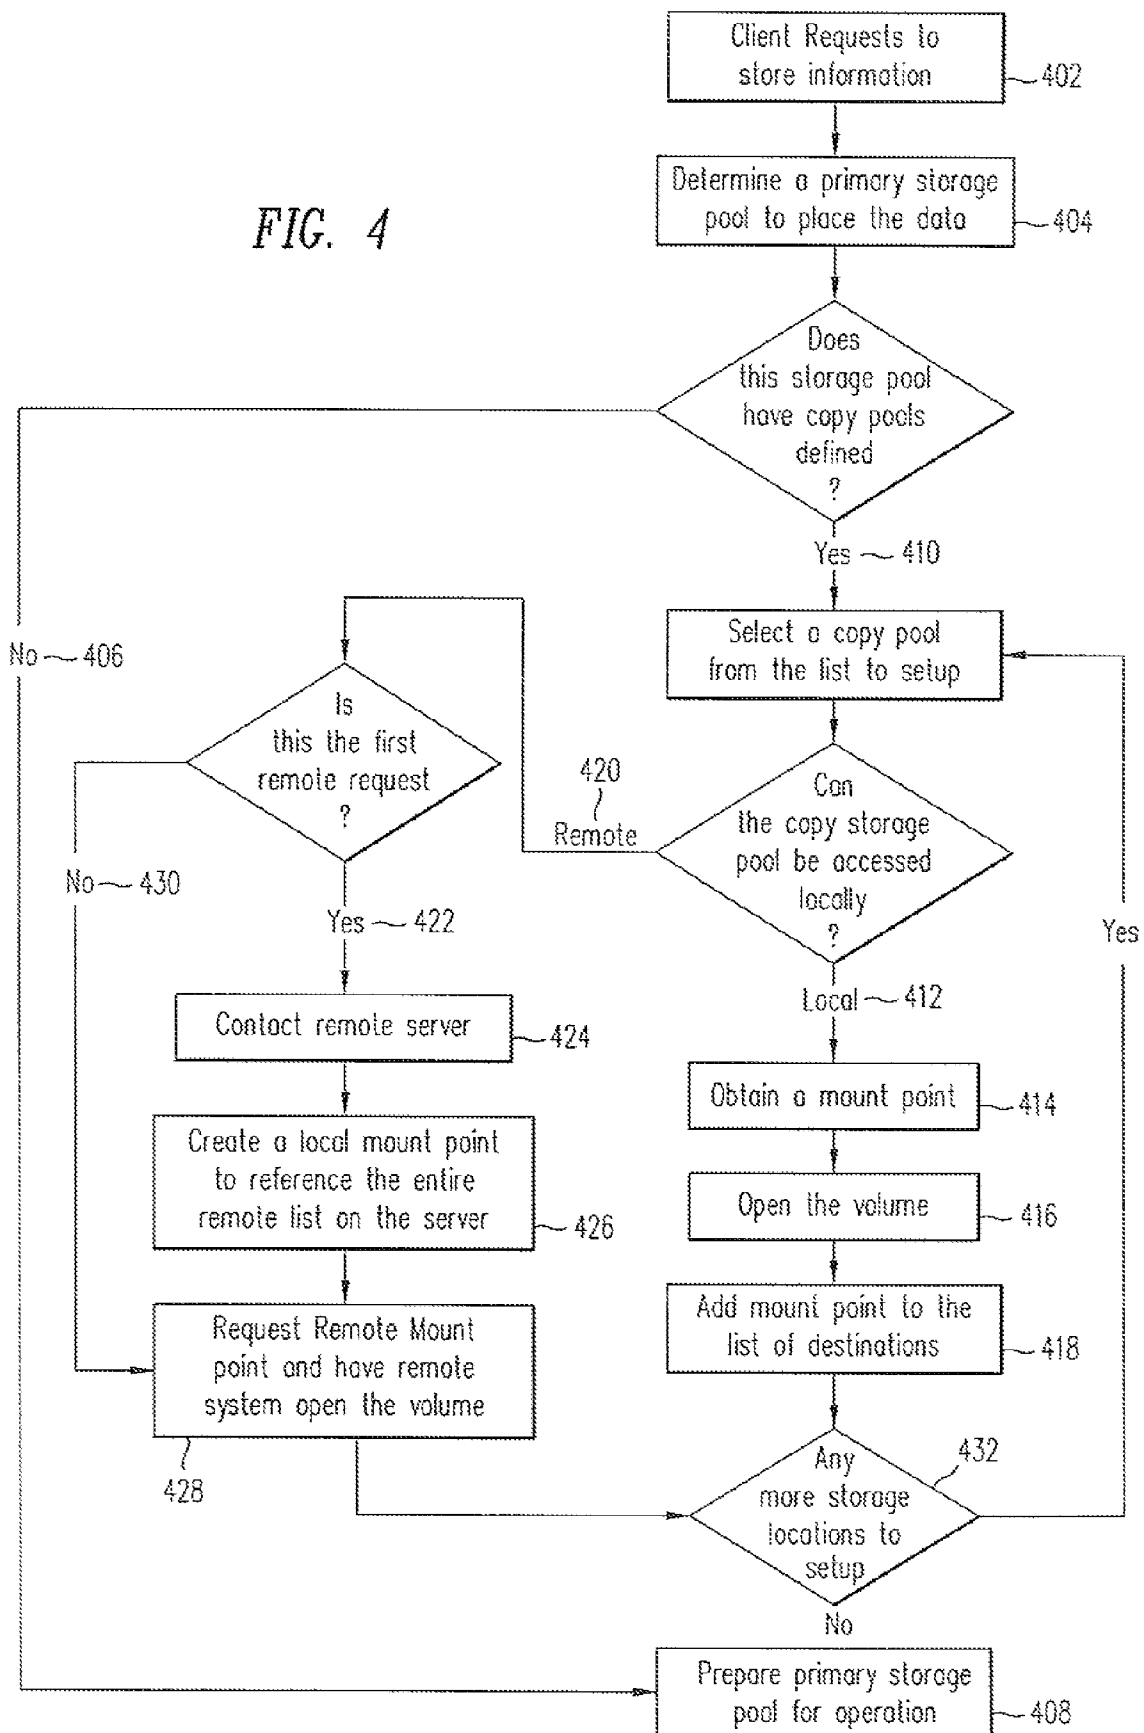 Client Requests to
store information
402
Determine a primary storage
pool to place the data
404
FIG. 4
Does
this storage pool
have copy pools
defined
?
Yes
410
No
406
Select a copy pool
from the list to setup
Is
this the first
remote request
?
420
Remote
Can
the copy storage
pool be accessed
locally
?
Yes
No
430
Yes
422
Local
412
Contact remote server
424
Obtain a mount point
414
Create a local mount point
to reference the entire
remote list on the server
426
Open the volume
416
Request Remote Mount
point and have remote
system open the volume
428
Add mount point to the
list of destinations
418
Any
more storage
locations to
setup
432
No
Prepare primary storage
pool for operation
408